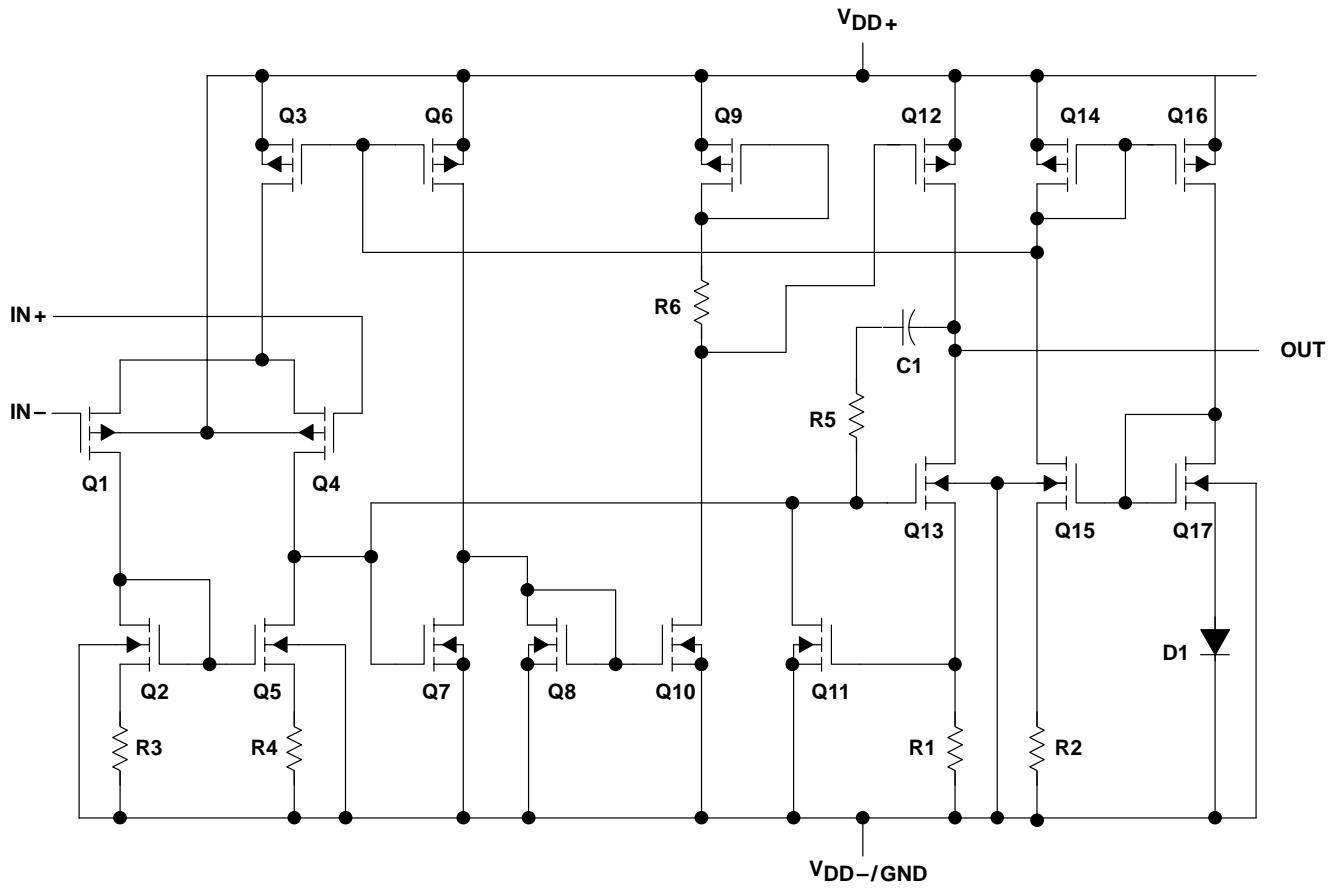 VDD+
Q3
Q6
Q9
Q12
Q14
Q16
IN+
R6
OUT
C1
IN−
R5
Q1
Q4
Q13
Q15
Q17
Q2
Q5
Q7
Q8
Q10
Q11
D1
R3
R4
R1
R2
VDD−/GND